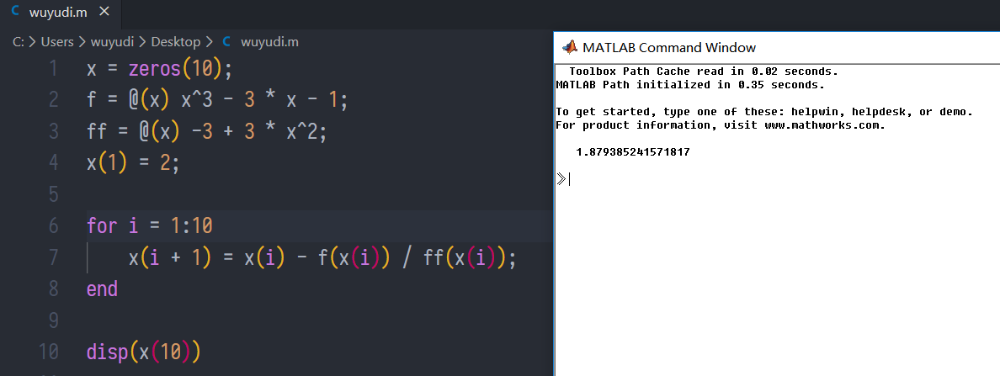 wuyudi.m
C: > Users > wuyudi > Desktop > C wuyudi.m
1 x = zeros(10);
2 f = @(x) x^3 - 3 * x - 1;
3 ff = @(x) -3 + 3 * x^2;
4 x(1) = 2;
5
6 for i = 1:10
7 x(i + 1) = x(i) - f(x(i)) / ff(x(i));
8 end
9
10 disp(x(10))
MATLAB Command Window
Toolbox Path Cache read in 0.02 seconds.
MATLAB Path initialized in 0.35 seconds.
To get started, type one of these: helpwin, helpdesk, or demo.
For product information, visit www.mathworks.com.
1.879385241571817
>>